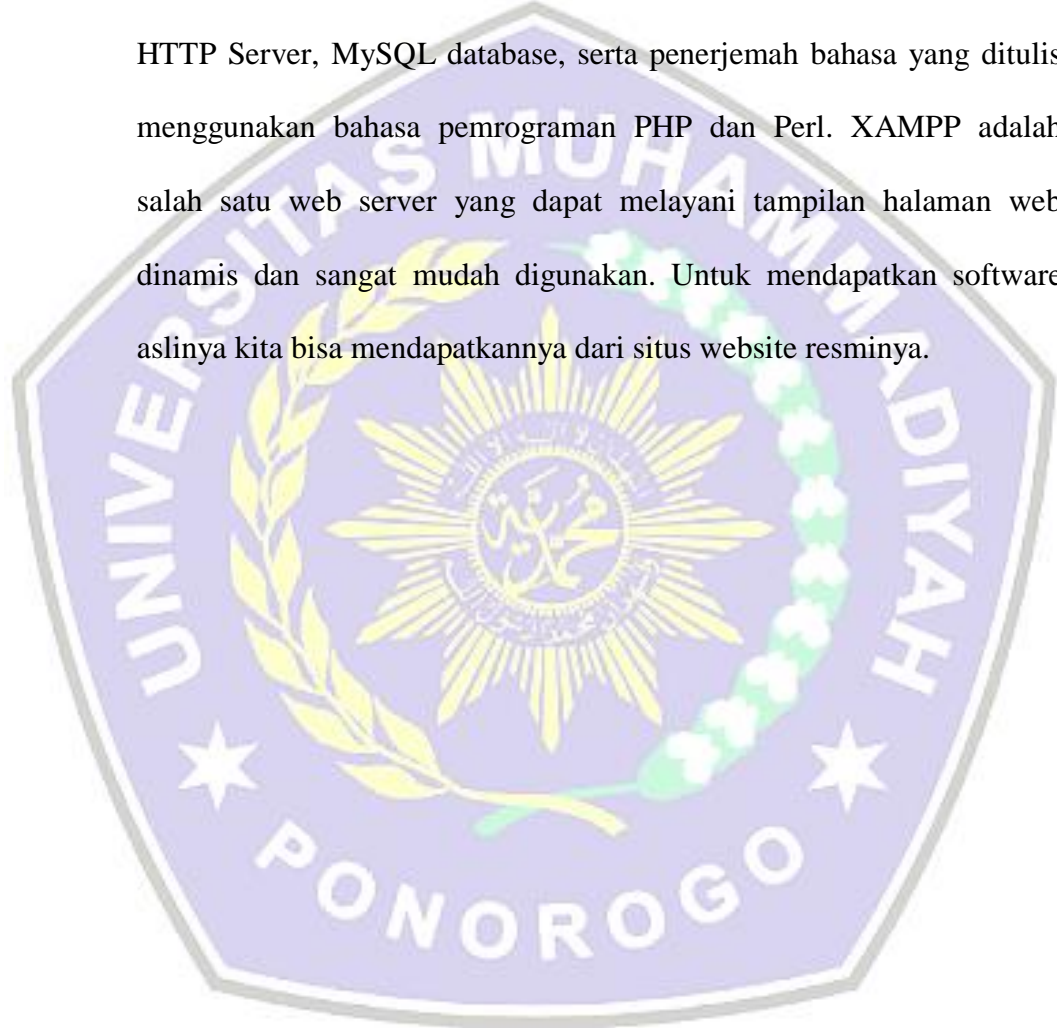 HTTP Server, MySQL database, serta penerjemah bahasa yang ditulis
menggunakan bahasa pemrograman PHP dan Perl. XAMPP adalah
salah satu web server yang dapat melayani tampilan halaman web
dinamis dan sangat mudah digunakan. Untuk mendapatkan software
aslinya kita bisa mendapatkannya dari situs website resminya.
UNIVERSITAS MUHAMMADIYAH
محمدية
PONOROGO